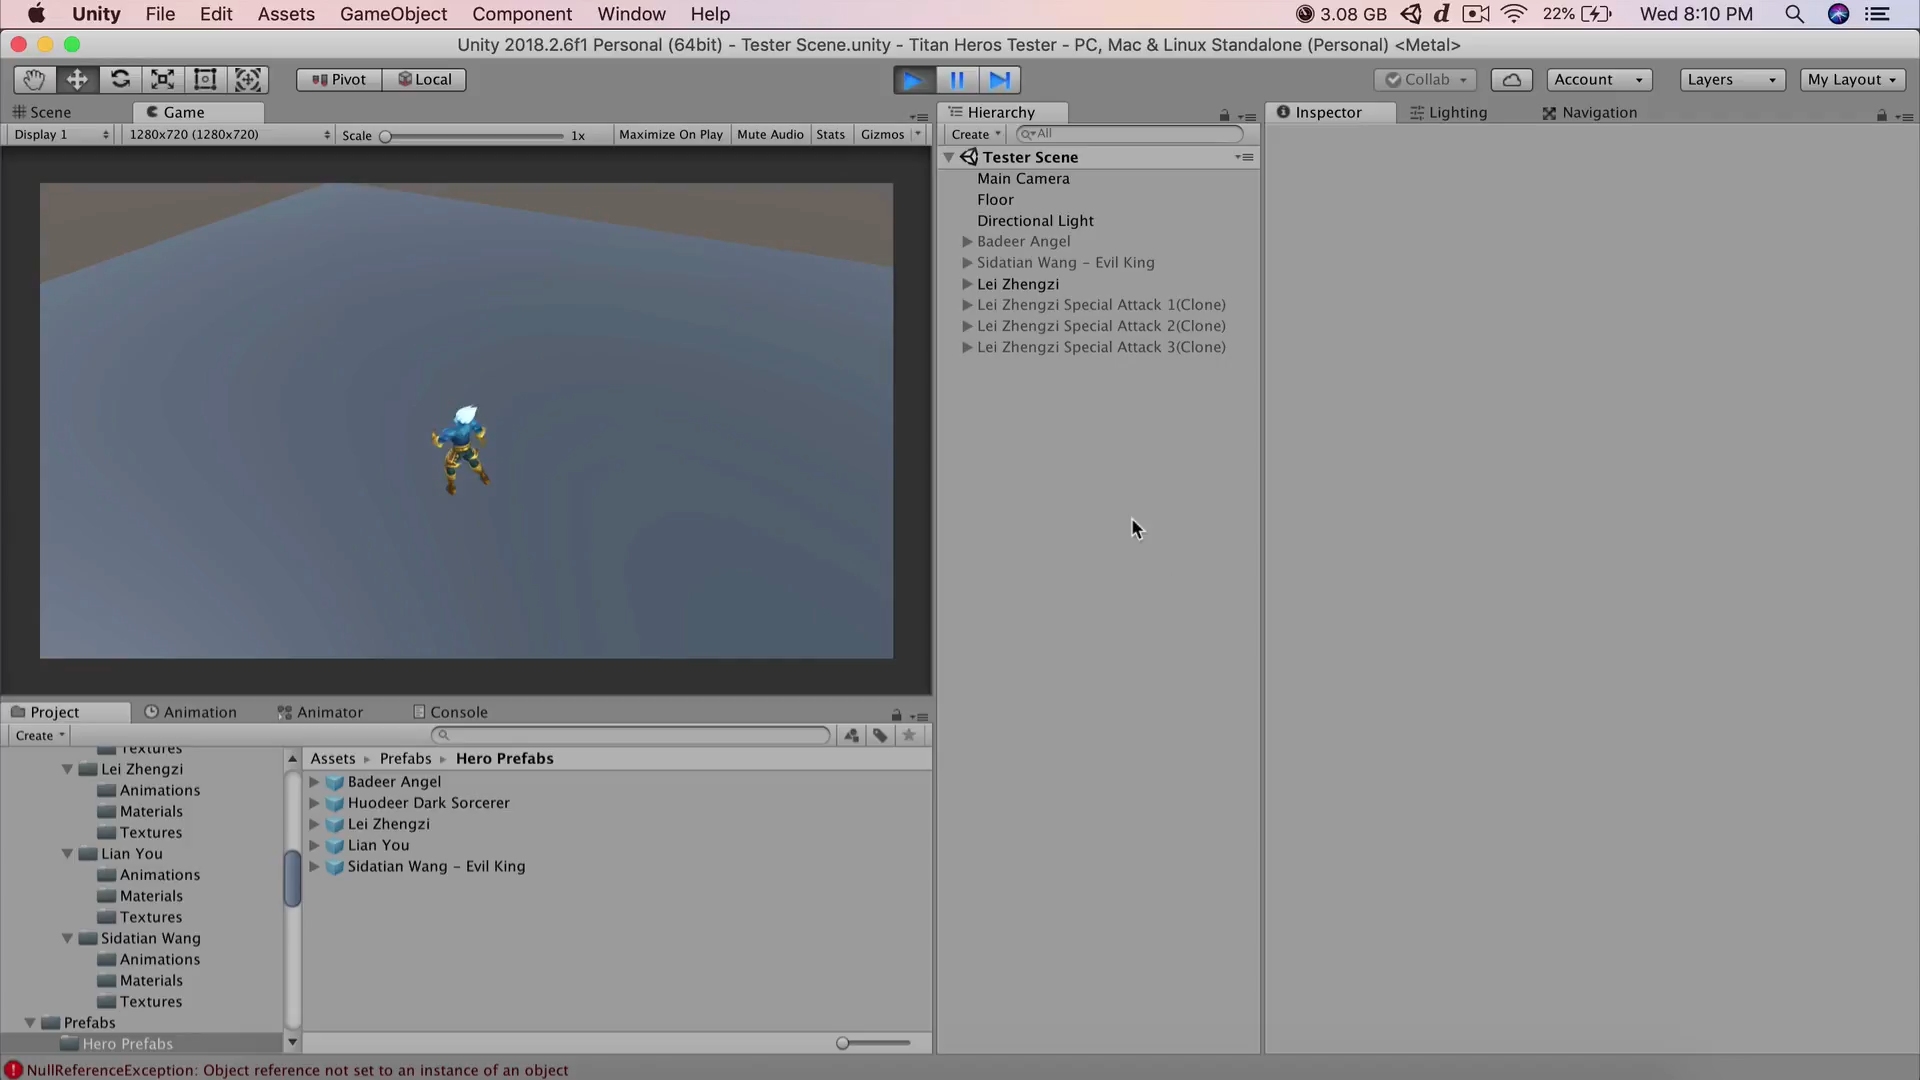 Unity File Edit Assets GameObject Component Window Help 3.08 GB 22% Wed 8:10 PM
Unity 2018.2.6f1 Personal (64bit) - Tester Scene.unity - Titan Heros Tester - PC, Mac & Linux Standalone (Personal) <Metal>
Pivot Local Collab Account Layers My Layout
Scene Game Hierarchy Inspector Lighting Navigation
Display 1 1280x720 (1280x720) Scale 1x Maximize On Play Mute Audio Stats Gizmos Create All
Tester Scene
Main Camera
Floor
Directional Light
Badeer Angel
Sidatian Wang - Evil King
Lei Zhengzi
Lei Zhengzi Special Attack 1(Clone)
Lei Zhengzi Special Attack 2(Clone)
Lei Zhengzi Special Attack 3(Clone)
Project Animation Animator Console
Create
Textures
Lei Zhengzi
Animations
Materials
Textures
Lian You
Animations
Materials
Textures
Sidatian Wang
Animations
Materials
Textures
Prefabs
Hero Prefabs
Assets Prefabs Hero Prefabs
Badeer Angel
Huodeer Dark Sorcerer
Lei Zhengzi
Lian You
Sidatian Wang - Evil King
NullReferenceException: Object reference not set to an instance of an object